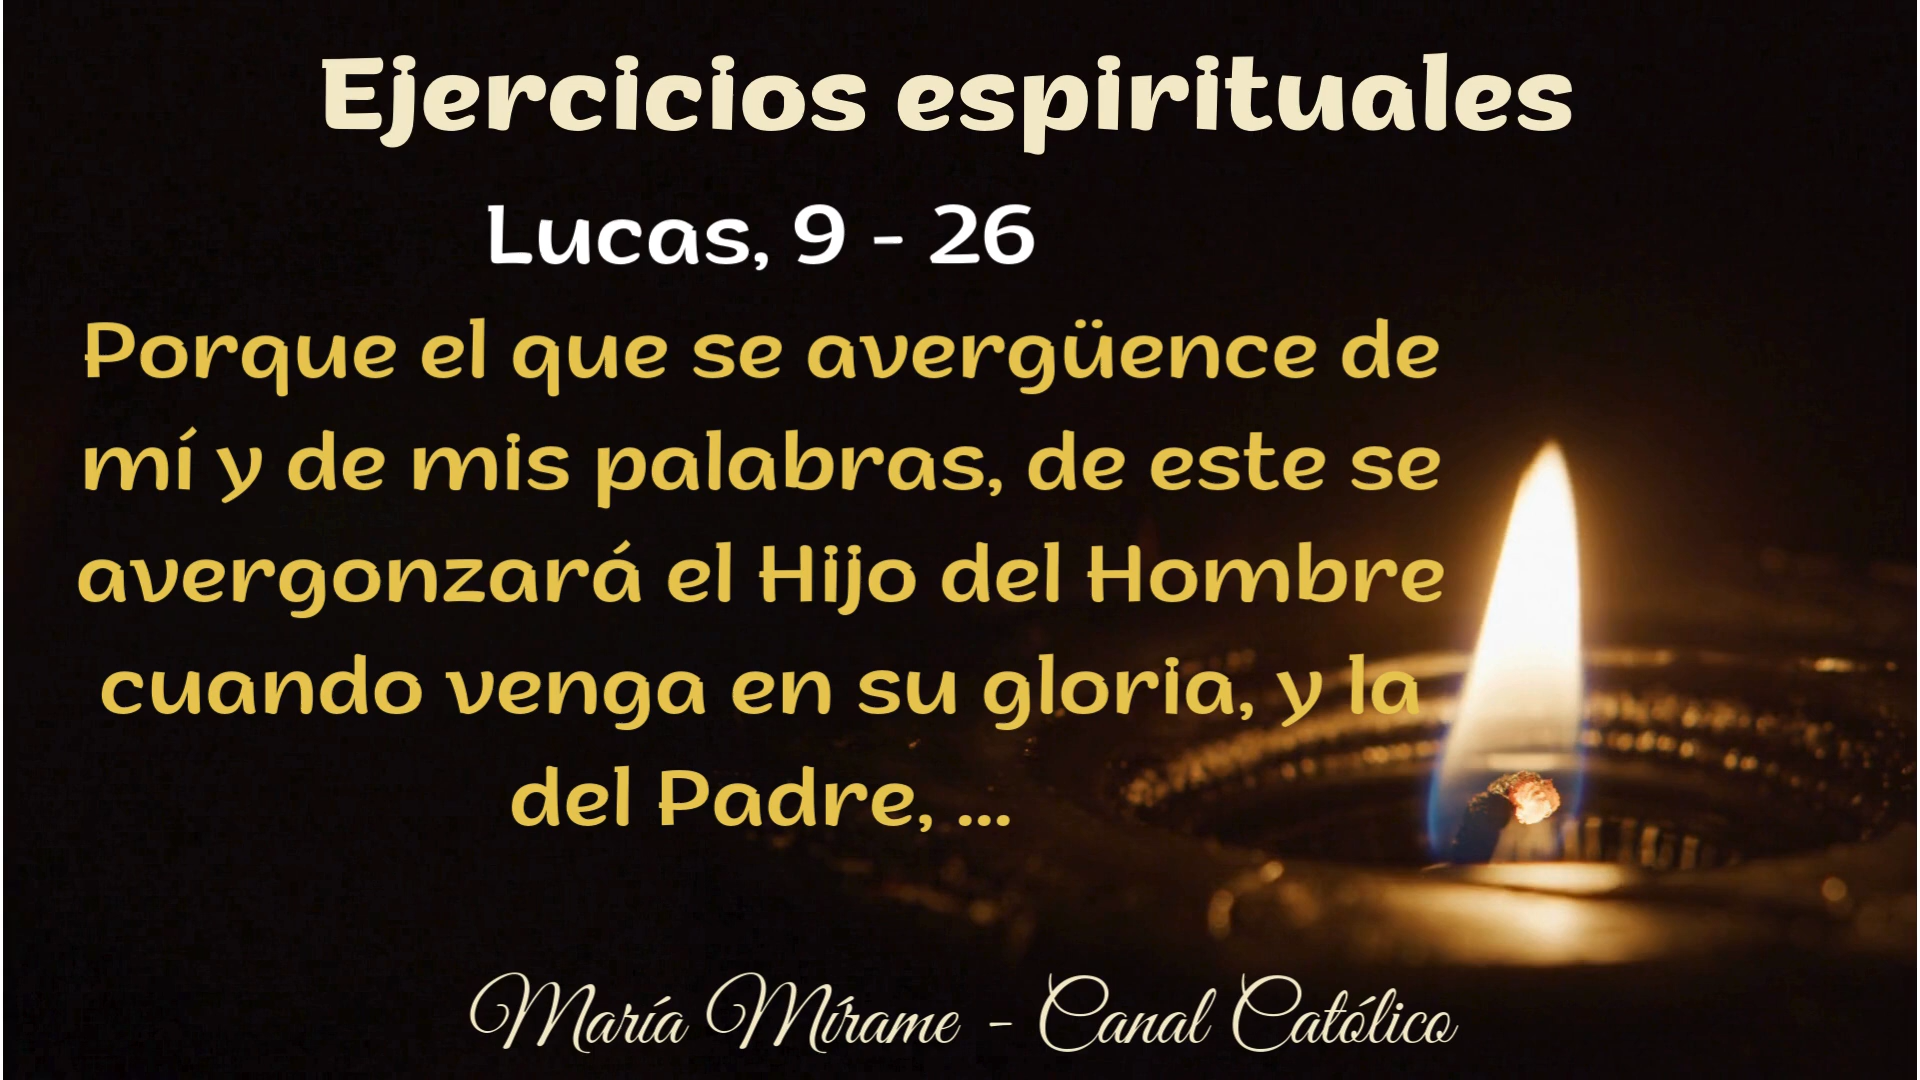 Ejercicios espirituales
Lucas, 9 - 26
Porque el que se avergüence de
mí y de mis palabras, de este se
avergonzará el Hijo del Hombre
cuando venga en su gloria, y la
del Padre, ...
María Mírame - Canal Católico